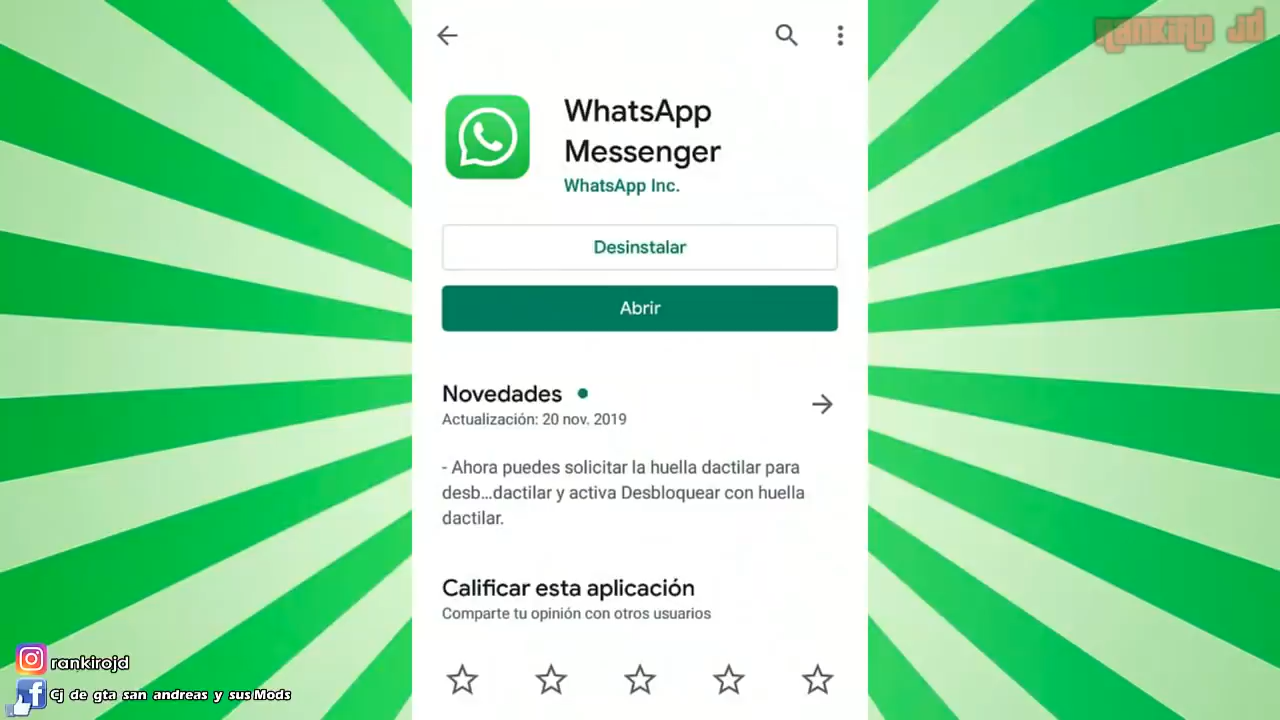 Rankiro Jd
WhatsApp
Messenger
WhatsApp Inc.
Desinstalar
Abrir
Novedades
Actualización: 20 nov. 2019
- Ahora puedes solicitar la huella dactilar para
desb...dactilar y activa Desbloquear con huella
dactilar.
Calificar esta aplicación
Comparte tu opinión con otros usuarios
rankirojd
Cj de gta san andreas y sus Mods